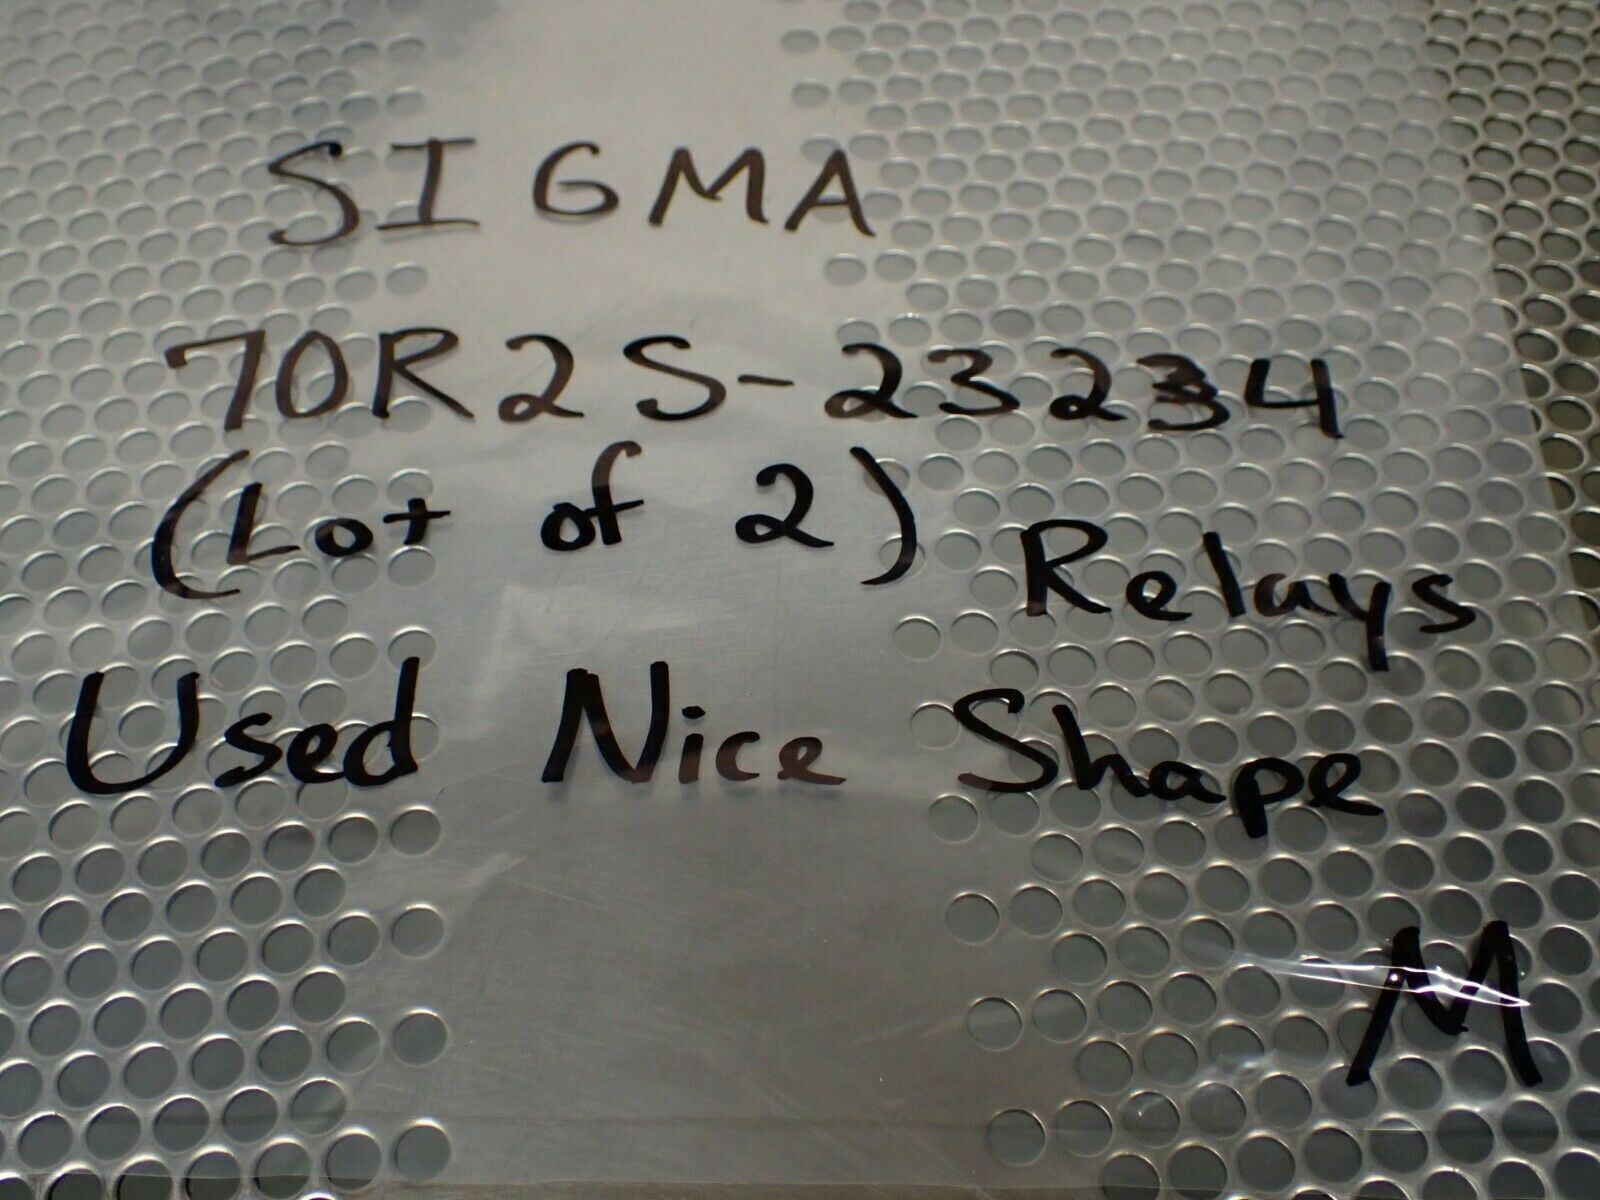 SIGMA
70R2S-23234
(Lot of 2) Relays
Used Nice Shape
M